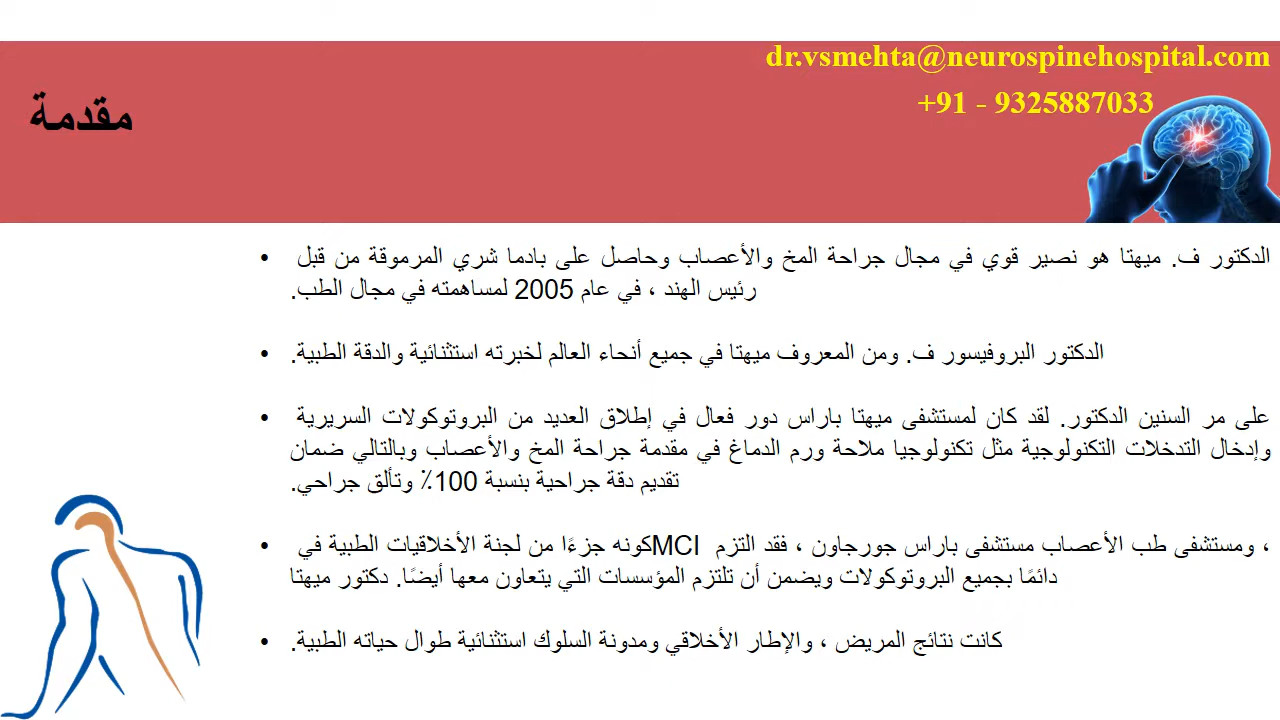 dr.vsmehta@neurospinehospital.com
+91 - 9325887033
مقدمة
• الدكتور ف. ميهتا هو نصير قوي في مجال جراحة المخ والأعصاب وحاصل على بادما شري المرموقة من قبل
رئيس الهند ، في عام 2005 لمساهمته في مجال الطب.
• الدكتور البروفيسور ف. ومن المعروف ميهتا في جميع أنحاء العالم لخبرته استثنائية والدقة الطبية.
• على مر السنين الدكتور. لقد كان لمستشفى ميهتا باراس دور فعال في إطلاق العديد من البروتوكولات السريرية
وإدخال التدخلات التكنولوجية مثل تكنولوجيا ملاحة ورم الدماغ في مقدمة جراحة المخ والأعصاب وبالتالي ضمان
تقديم دقة جراحية بنسبة 100٪ وتألق جراحي.
• ، ومستشفى طب الأعصاب مستشفى باراس جورجاون ، فقد التزم MCIكونه جزءًا من لجنة الأخلاقيات الطبية في
دائمًا بجميع البروتوكولات ويضمن أن تلتزم المؤسسات التي يتعاون معها أيضًا. دكتور ميهتا
• كانت نتائج المريض ، والإطار الأخلاقي ومدونة السلوك استثنائية طوال حياته الطبية.